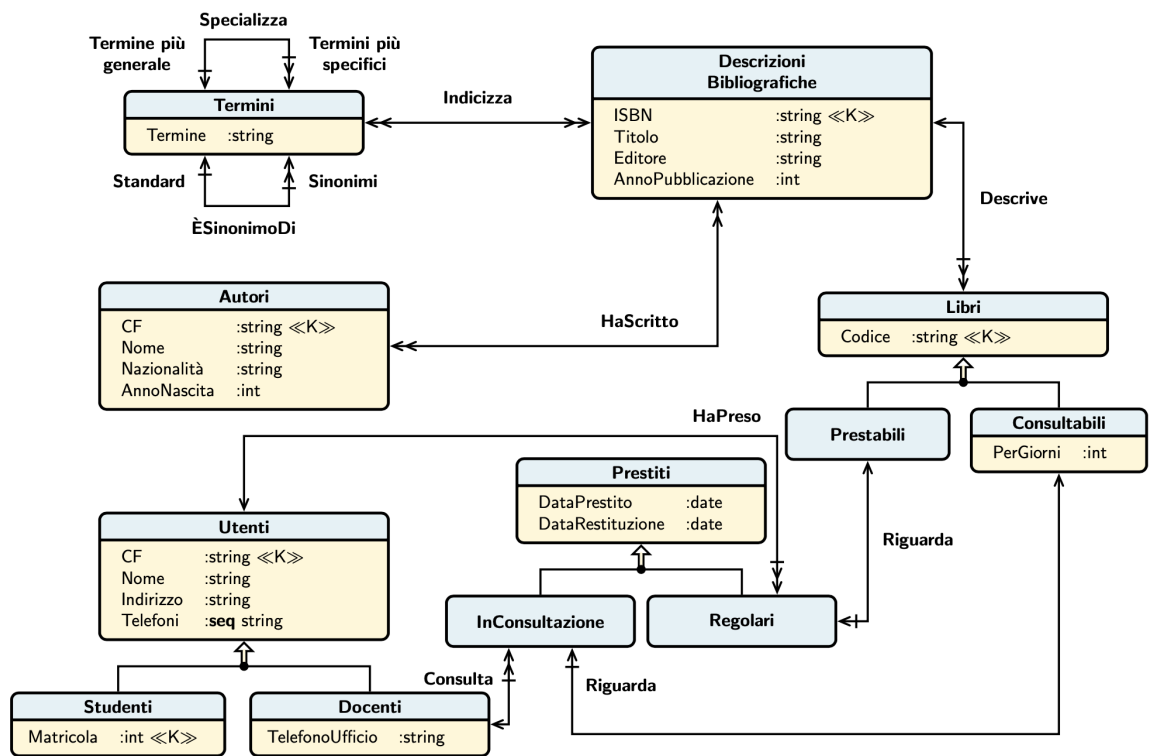 Specializza
Termine più
generale
Termini più
specifici
Termini
Termine :string
Standard
Sinonimi
ÈSinonimoDi
Indicizza
Descrizioni
Bibliografiche
ISBN :string ≪K≫
Titolo :string
Editore :string
AnnoPubblicazione :int
Descrive
Autori
CF :string ≪K≫
Nome :string
Nazionalità :string
AnnoNascita :int
HaScritto
Libri
Codice :string ≪K≫
HaPreso
Prestabili
Consultabili
PerGiorni :int
Prestiti
DataPrestito :date
DataRestituzione :date
Riguarda
Utenti
CF :string ≪K≫
Nome :string
Indirizzo :string
Telefoni :seq string
InConsultazione
Regolari
Consulta
Riguarda
Studenti
Matricola :int ≪K≫
Docenti
TelefonoUfficio :string